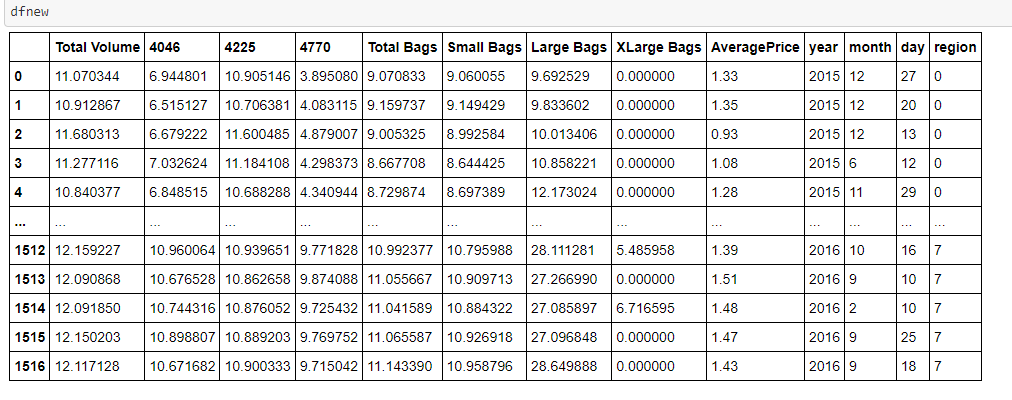 dfnew
Total Volume 4046 4225 4770 Total Bags Small Bags Large Bags XLarge Bags AveragePrice year month day region
0 11.070344 6.944801 10.905146 3.895080 9.070833 9.060055 9.692529 0.000000 1.33 2015 12 27 0
1 10.912867 6.515127 10.706381 4.083115 9.159737 9.149429 9.833602 0.000000 1.35 2015 12 20 0
2 11.680313 6.679222 11.600485 4.879007 9.005325 8.992584 10.013406 0.000000 0.93 2015 12 13 0
3 11.277116 7.032624 11.184108 4.298373 8.667708 8.644425 10.858221 0.000000 1.08 2015 6 12 0
4 10.840377 6.848515 10.688288 4.340944 8.729874 8.697389 12.173024 0.000000 1.28 2015 11 29 0
... ... ... ... ... ... ... ... ... ... ... ... ... ...
1512 12.159227 10.960064 10.939651 9.771828 10.992377 10.795988 28.111281 5.485958 1.39 2016 10 16 7
1513 12.090868 10.676528 10.862658 9.874088 11.055667 10.909713 27.266990 0.000000 1.51 2016 9 10 7
1514 12.091850 10.744316 10.876052 9.725432 11.041589 10.884322 27.085897 6.716595 1.48 2016 2 10 7
1515 12.150203 10.898807 10.889203 9.769752 11.065587 10.926918 27.096848 0.000000 1.47 2016 9 25 7
1516 12.117128 10.671682 10.900333 9.715042 11.143390 10.958796 28.649888 0.000000 1.43 2016 9 18 7